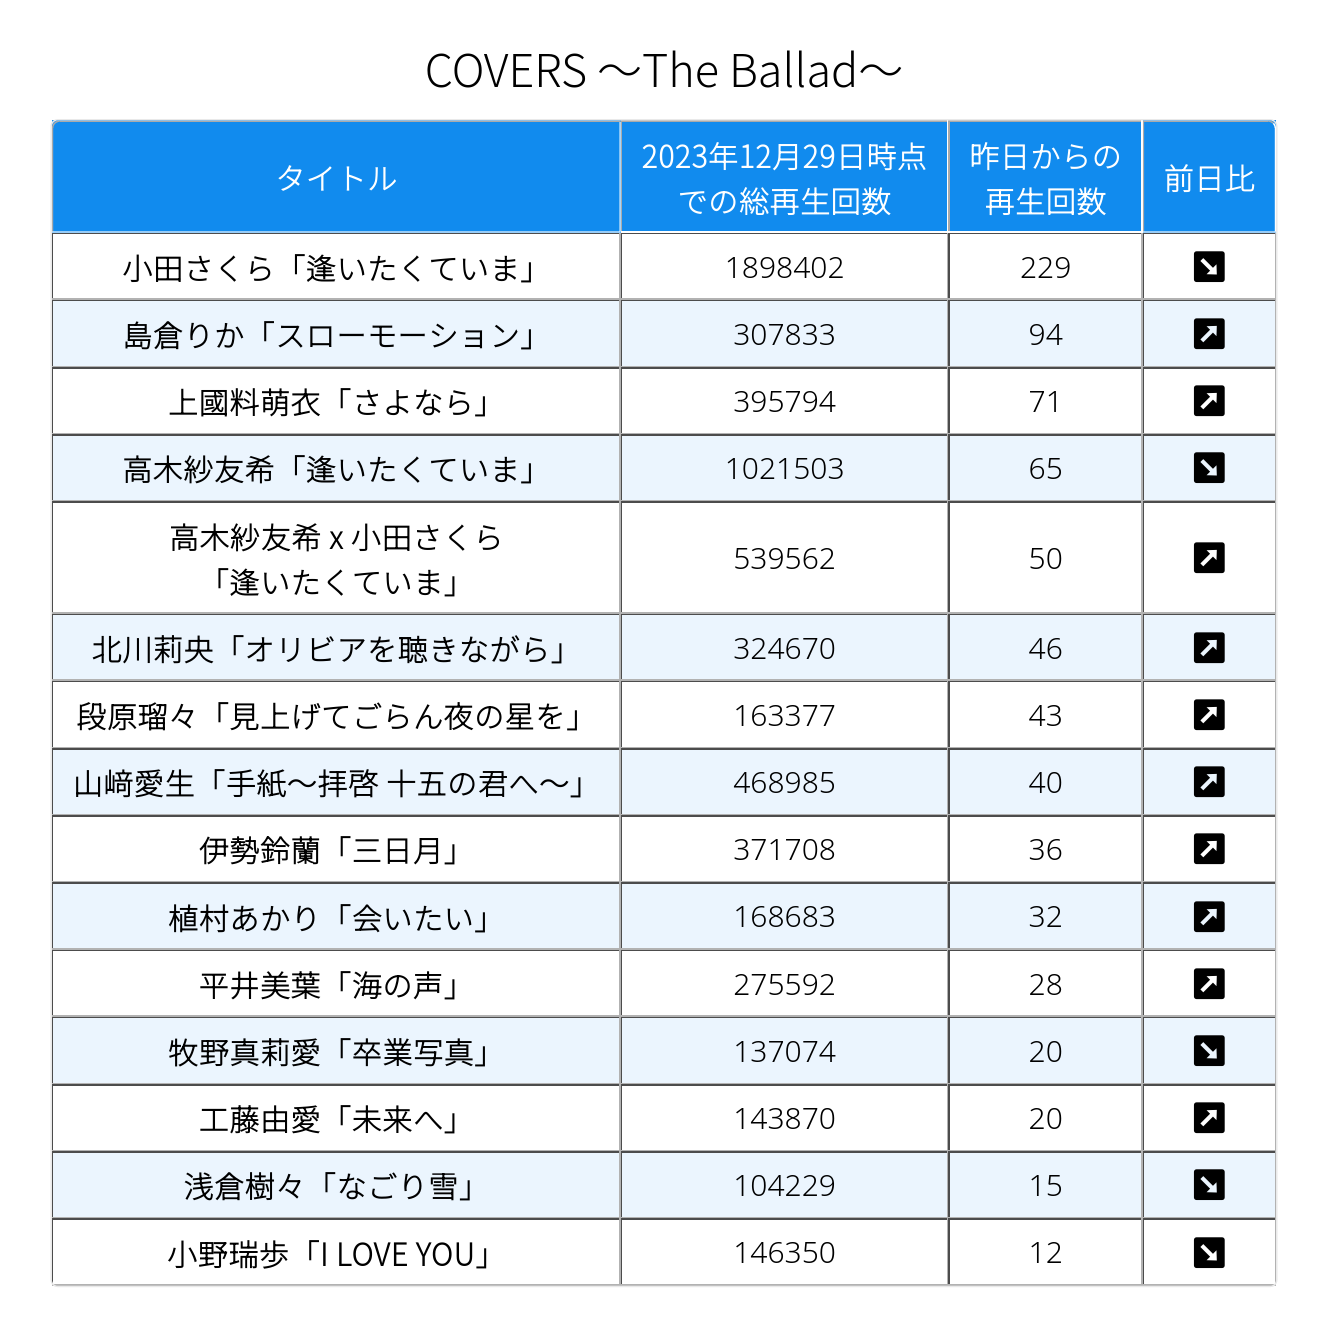 COVERS ～The Ballad～
タイトル
2023年12月29日時点
での総再生回数
昨日からの
再生回数
前日比
小田さくら「逢いたくていま」 1898402 229 ↘
島倉りか「スローモーション」 307833 94 ↗
上國料萌衣「さよなら」 395794 71 ↗
高木紗友希「逢いたくていま」 1021503 65 ↘
高木紗友希 x 小田さくら
「逢いたくていま」 539562 50 ↗
北川莉央「オリビアを聴きながら」 324670 46 ↗
段原瑠々「見上げてごらん夜の星を」 163377 43 ↗
山﨑愛生「手紙～拝啓 十五の君へ～」 468985 40 ↗
伊勢鈴蘭「三日月」 371708 36 ↗
植村あかり「会いたい」 168683 32 ↗
平井美葉「海の声」 275592 28 ↗
牧野真莉愛「卒業写真」 137074 20 ↘
工藤由愛「未来へ」 143870 20 ↗
浅倉樹々「なごり雪」 104229 15 ↘
小野瑞歩「I LOVE YOU」 146350 12 ↘